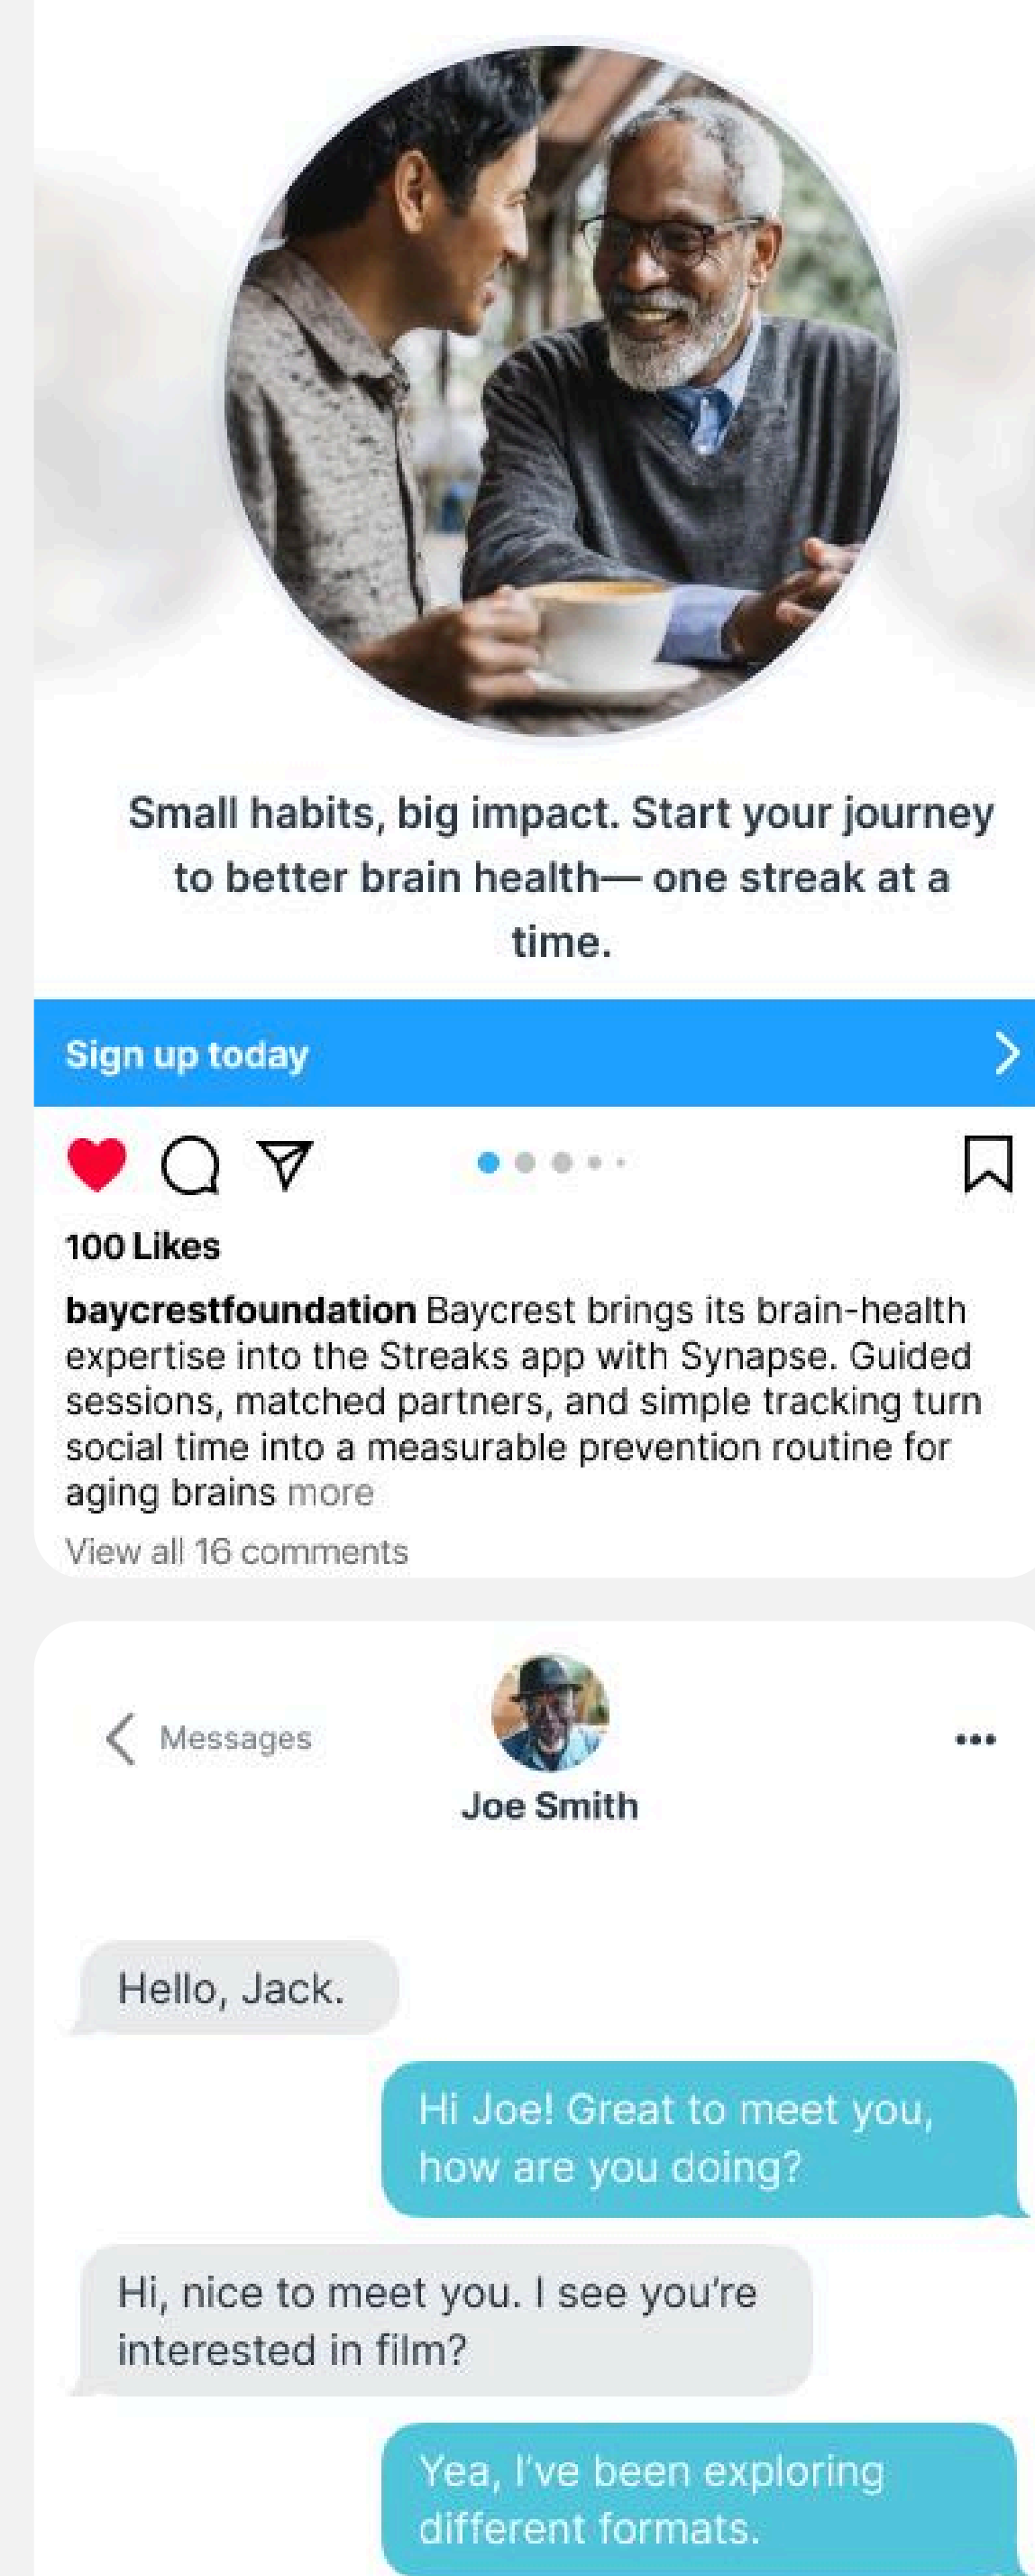 Small habits, big impact. Start your journey
to better brain health— one streak at a
time.
Sign up today
100 Likes
baycrestfoundation Baycrest brings its brain-health
expertise into the Streaks app with Synapse. Guided
sessions, matched partners, and simple tracking turn
social time into a measurable prevention routine for
aging brains more
View all 16 comments
Messages
Joe Smith
Hello, Jack.
Hi Joe! Great to meet you,
how are you doing?
Hi, nice to meet you. I see you’re
interested in film?
Yea, I’ve been exploring
different formats.